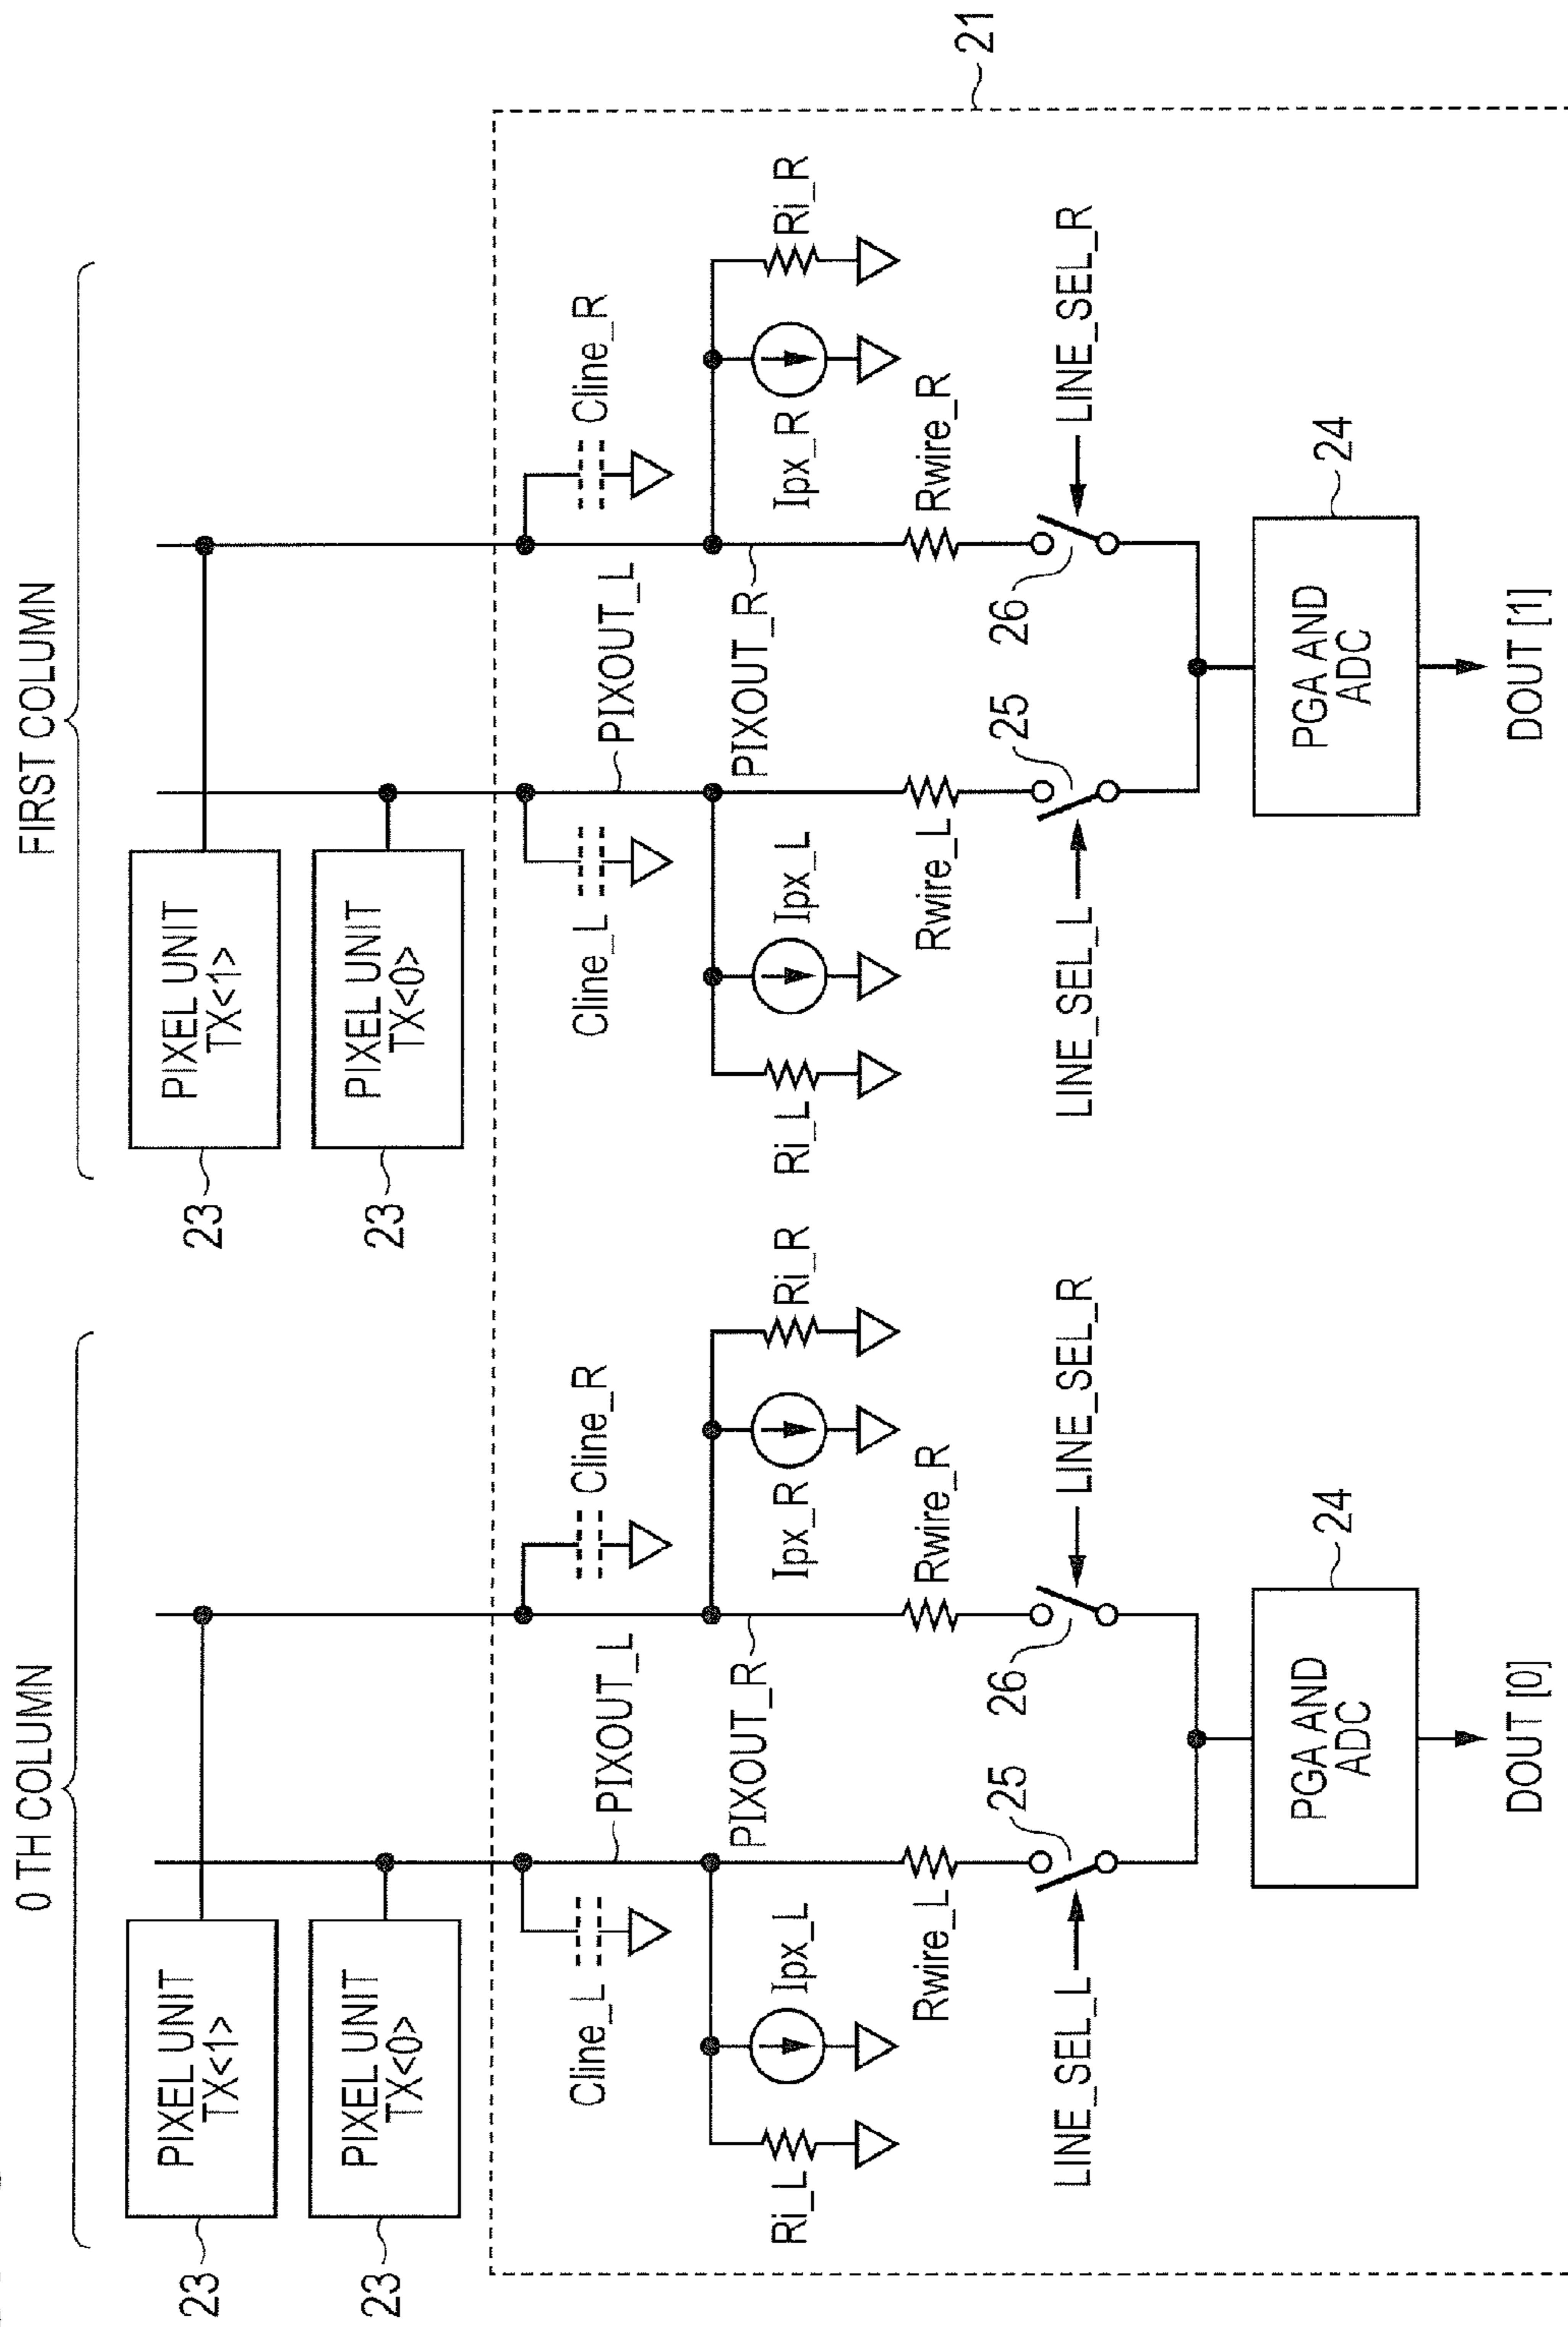 0 TH COLUMN
FIRST COLUMN
PIXEL UNIT
TX<1>
23
PIXEL UNIT
TX<0>
23
PIXEL UNIT
TX<1>
23
PIXEL UNIT
TX<0>
23
21
Cline_L
Cline_R
Cline_L
Cline_R
PIXOUT_L
PIXOUT_L
PIXOUT_R
PIXOUT_R
Ri_L
Ipx_L
Ipx_R
Ri_R
Ri_L
Ipx_L
Ipx_R
Ri_R
Rwire_L
Rwire_R
Rwire_L
Rwire_R
25
26
25
26
LINE_SEL_L
LINE_SEL_R
LINE_SEL_L
LINE_SEL_R
PGA AND
ADC
24
PGA AND
ADC
24
DOUT [0]
DOUT [1]